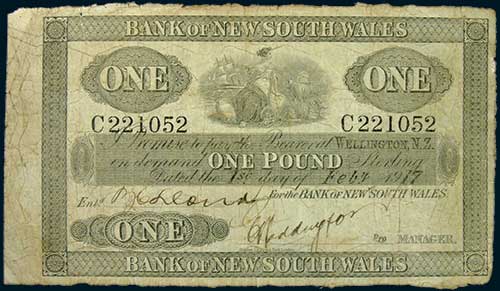 BANK OF NEW SOUTH WALES
ONE ONE
C221052 C221052
I Promise to pay the Bearer at WELLINGTON, N.Z.
on demand ONE POUND Sterling
Dated the 1st day of Feby 1917
Entd. For the BANK OF NEW SOUTH WALES.
ONE
Pro MANAGER.
BANK OF NEW SOUTH WALES